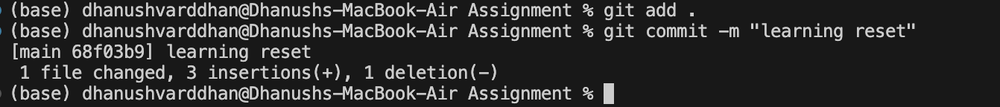 (base) dhanushvarddhan@Dhanushs-MacBook-Air Assignment % git add .
(base) dhanushvarddhan@Dhanushs-MacBook-Air Assignment % git commit -m "learning reset"
[main 68f03b9] learning reset
 1 file changed, 3 insertions(+), 1 deletion(-)
(base) dhanushvarddhan@Dhanushs-MacBook-Air Assignment %